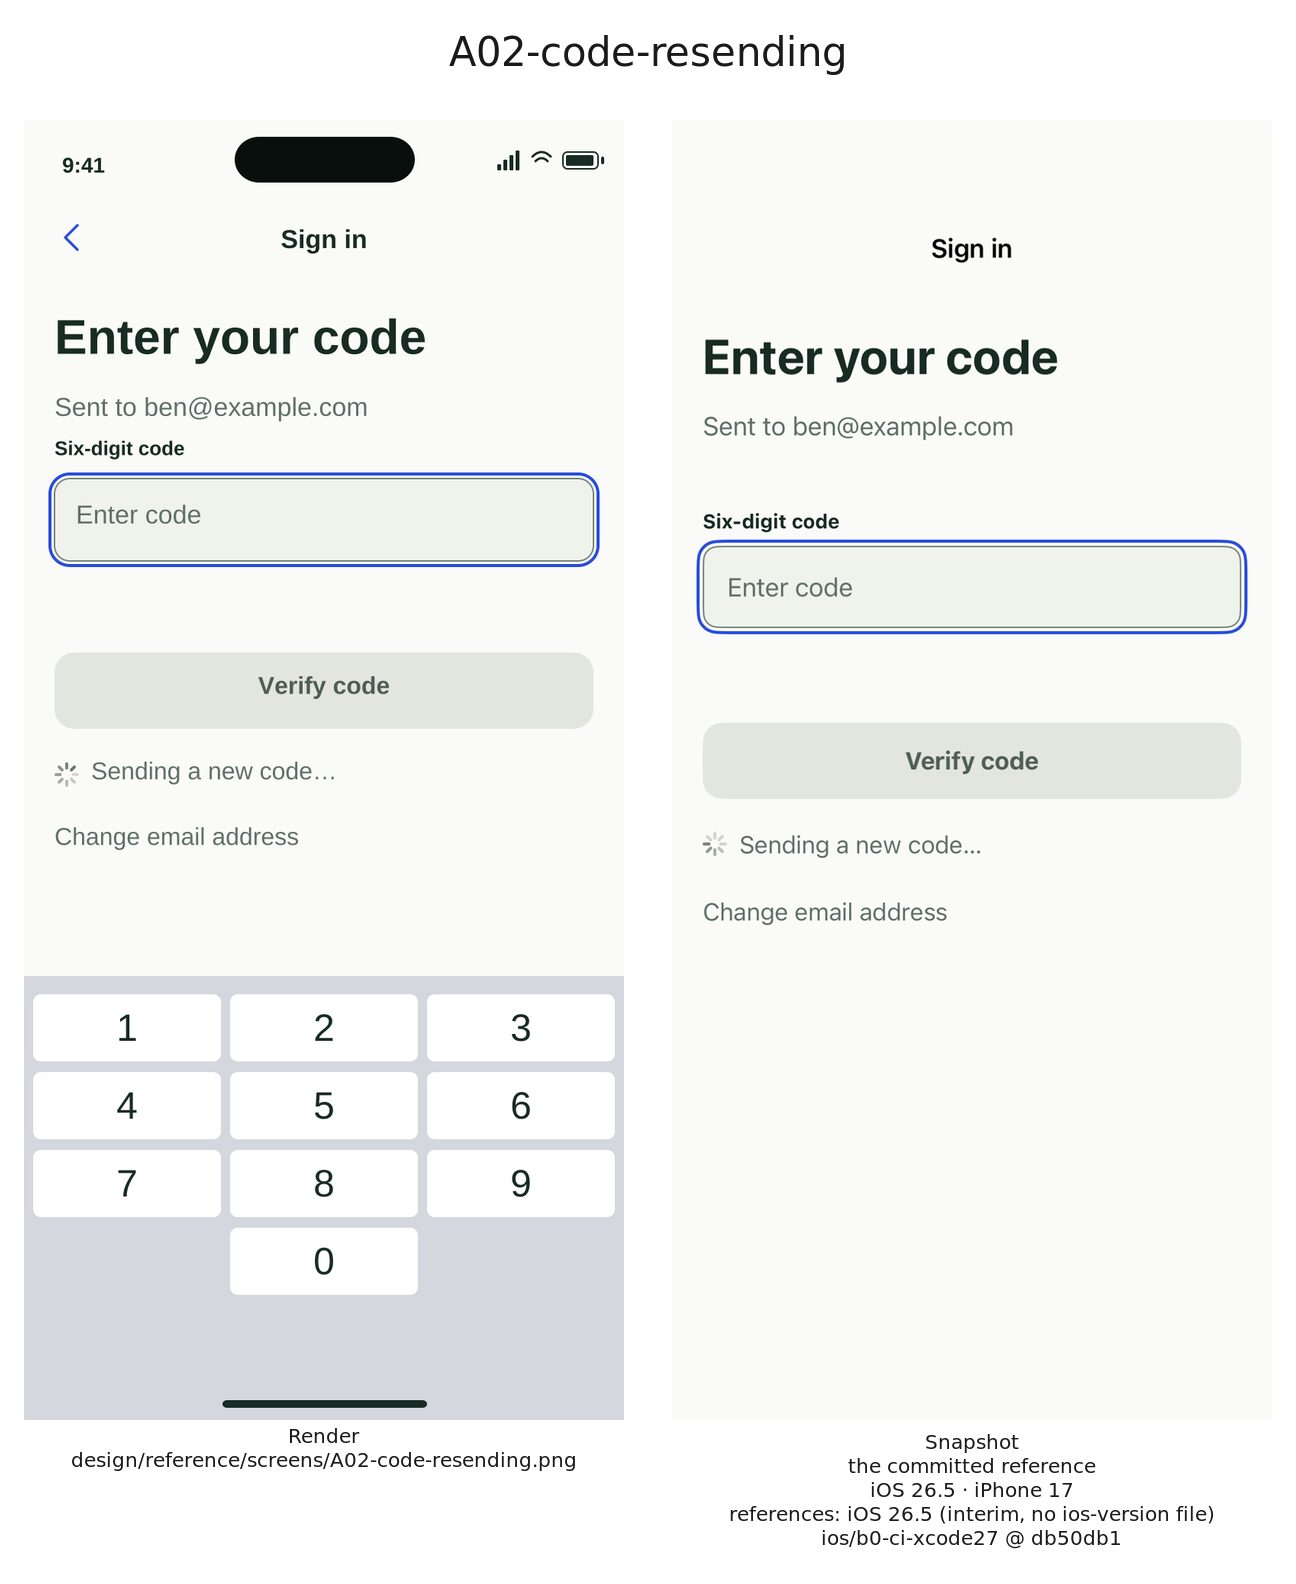 A02-code-resending
9:41
Sign in
Enter your code
Sent to ben@example.com
Six-digit code
Enter code
Verify code
Sending a new code…
Change email address
1 2 3
4 5 6
7 8 9
0
Render
design/reference/screens/A02-code-resending.png
Sign in
Enter your code
Sent to ben@example.com
Six-digit code
Enter code
Verify code
Sending a new code...
Change email address
Snapshot
the committed reference
iOS 26.5 · iPhone 17
references: iOS 26.5 (interim, no ios-version file)
ios/b0-ci-xcode27 @ db50db1